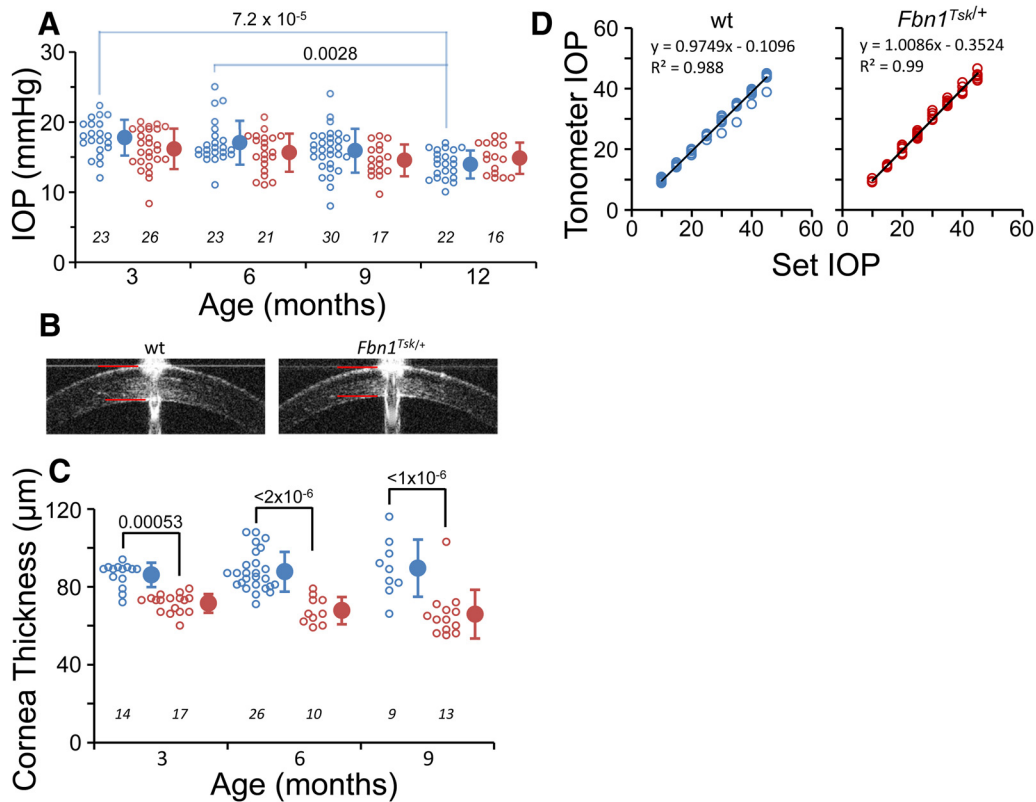 A
7.2 x 10-5
0.0028
IOP (mmHg)
30
20
10
0
23 26 23 21 30 17 22 16
3 6 9 12
Age (months)
B
wt Fbn1Tsk/+
C
Cornea Thickness (μm)
0.00053
<2x10-6
<1x10-6
120
80
40
0
14 17 26 10 9 13
3 6 9
Age (months)
D
Tonometer IOP
wt
y = 0.9749x - 0.1096
R² = 0.988
Fbn1Tsk/+
y = 1.0086x - 0.3524
R² = 0.99
60
40
20
0
0 20 40 60
0 20 40 60
Set IOP